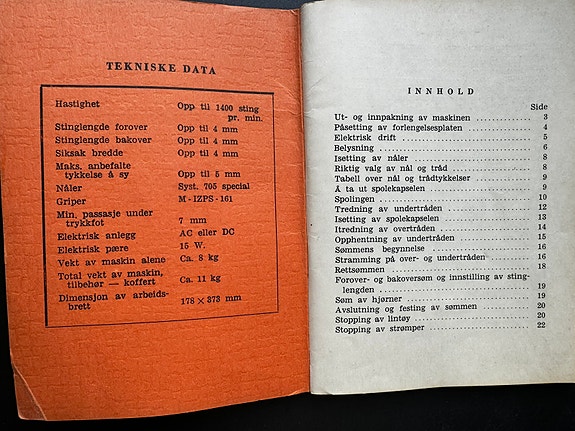 TEKNISKE DATA
Hastighet Opp til 1400 sting
pr. min.
Stinglengde forover Opp til 4 mm
Stinglengde bakover Opp til 4 mm
Siksak bredde Opp til 4 mm
Maks. anbefalte
tykkelse å sy Opp til 5 mm
Nåler Syst. 705 special
Griper M-IZPS-161
Min. passasje under
trykkfot 7 mm
Elektrisk anlegg AC eller DC
Elektrisk pære 15 W.
Vekt av maskin alene Ca. 8 kg
Total vekt av maskin,
tilbehør — koffert Ca. 11 kg
Dimensjon av arbeids-
brett 178 × 373 mm
INNHOLD
Side
Ut- og innpakning av maskinen 3
Påsetting av forlengelsesplaten 4
Elektrisk drift 5
Belysning 6
Isetting av nåler 8
Riktig valg av nål og tråd 8
Tabell over nål og trådtykkelser 9
Å ta ut spolekapselen 9
Spolingen 10
Tredning av undertråden 12
Isetting av spolekapselen 13
Itredning av overtråden 14
Opphentning av undertråden 15
Sømmens begynnelse 16
Stramming på over- og undertråden 16
Rettsømmen 18
Forover- og bakoversøm og innstilling av sting-
lengden 19
Søm av hjørner 19
Avslutning og festing av sømmen 20
Stopping av lintøy 20
Stopping av strømper 22